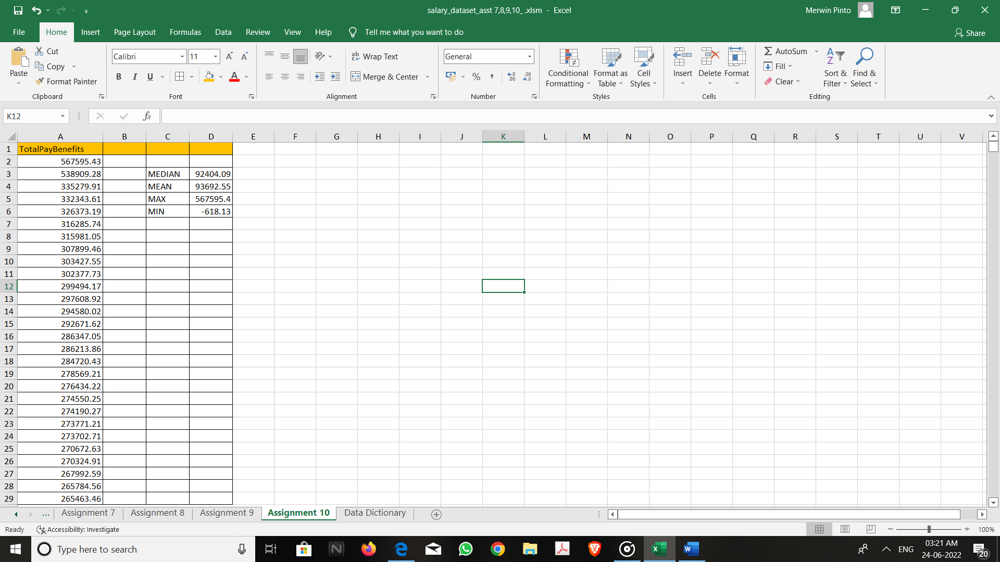 salary_dataset_asst 7,8,9,10_ .xlsm - Excel
Merwin Pinto
File Home Insert Page Layout Formulas Data Review View Help Tell me what you want to do
Share
Paste
Cut
Copy
Format Painter
Clipboard
Calibri 11
B I U
Font
Wrap Text
Merge & Center
Alignment
General
Number
Conditional Formatting
Format as Table
Cell Styles
Styles
Insert Delete Format
Cells
AutoSum
Fill
Clear
Sort & Filter
Find & Select
Editing
K12
fx
A B C D E F G H I J K L M N O P Q R S T U V
1 TotalPayBenefits
2 567595.43
3 538909.28 MEDIAN 92404.09
4 335279.91 MEAN 93692.55
5 332343.61 MAX 567595.4
6 326373.19 MIN -618.13
7 316285.74
8 315981.05
9 307899.46
10 303427.55
11 302377.73
12 299494.17
13 297608.92
14 294580.02
15 292671.62
16 286347.05
17 286213.86
18 284720.43
19 278569.21
20 276434.22
21 274550.25
22 274190.27
23 273771.21
24 273702.71
25 270672.63
26 270324.91
27 267992.59
28 265784.56
29 265463.46
... Assignment 7 Assignment 8 Assignment 9 Assignment 10 Data Dictionary
Ready Accessibility: Investigate
100%
Type here to search
ENG
03:21 AM
24-06-2022
20